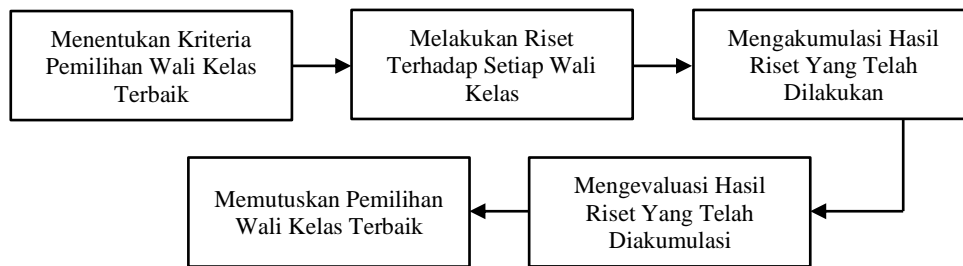 Menentukan Kriteria
Pemilihan Wali Kelas
Terbaik
Melakukan Riset
Terhadap Setiap Wali
Kelas
Mengakumulasi Hasil
Riset Yang Telah
Dilakukan
Mengevaluasi Hasil
Riset Yang Telah
Diakumulasi
Memutuskan Pemilihan
Wali Kelas Terbaik